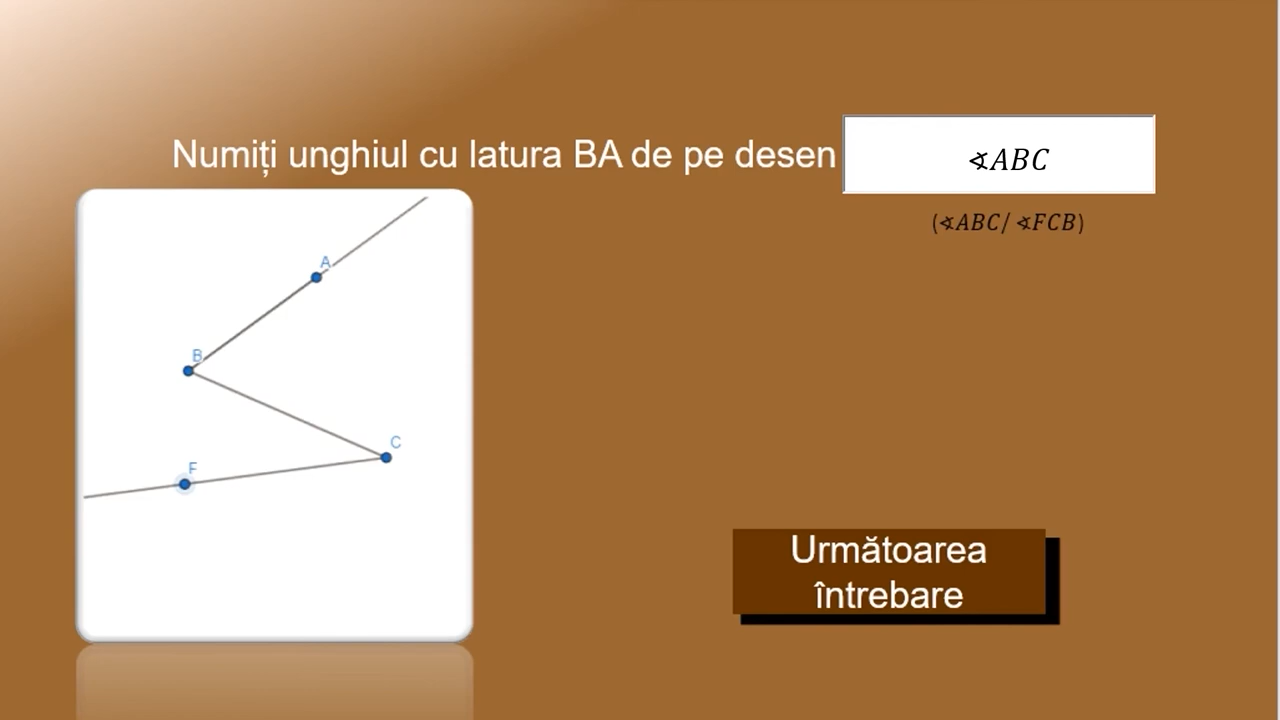 Numiți unghiul cu latura BA de pe desen
∢ABC
(∢ABC/ ∢FCB)
A
B
C
F
Următoarea
întrebare